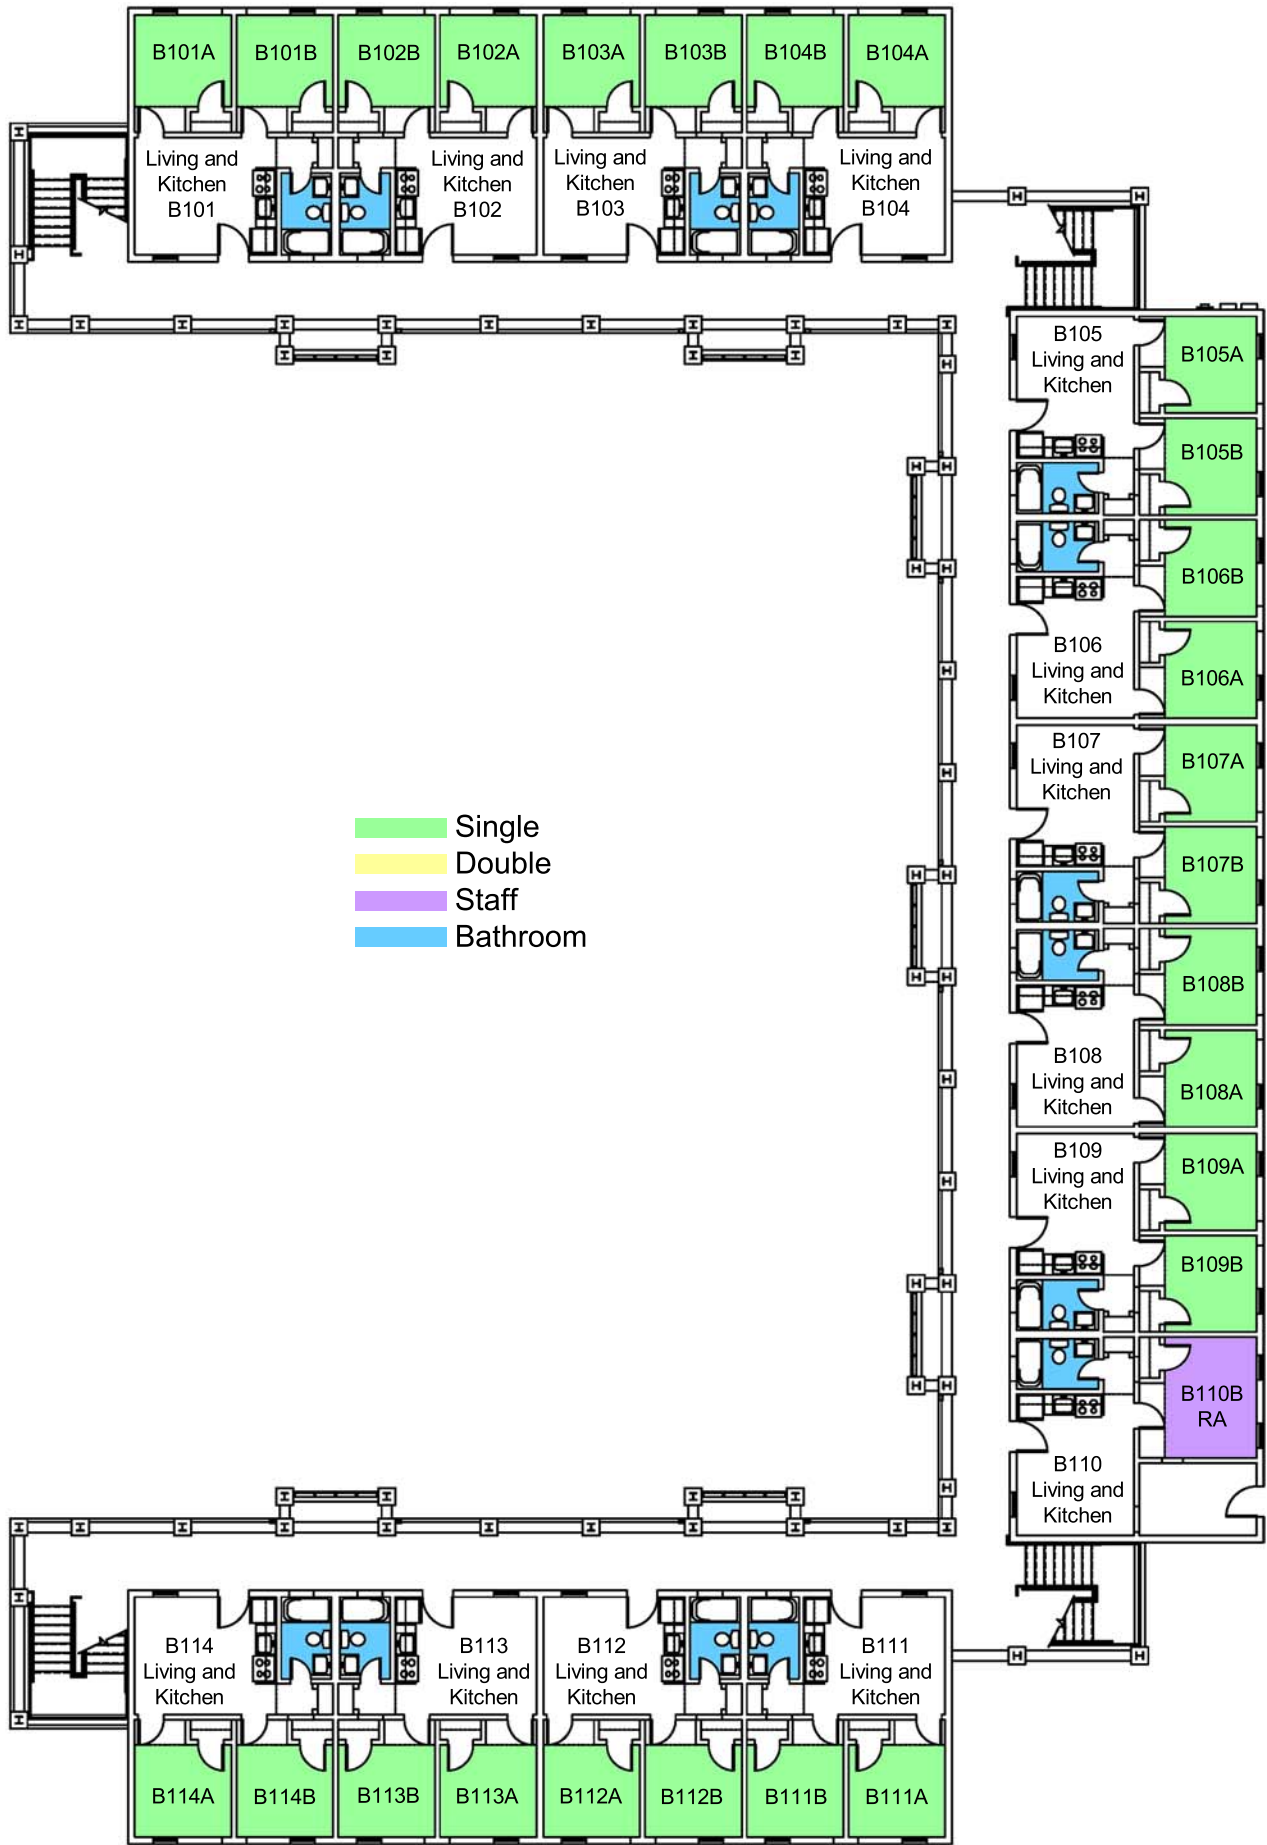 B101A
B101B
B102B
B102A
B103A
B103B
B104B
B104A
Living and
Kitchen
B101
Living and
Kitchen
B102
Living and
Kitchen
B103
Living and
Kitchen
B104
B105
Living and
Kitchen
B105A
B105B
B106B
B106
Living and
Kitchen
B106A
B107
Living and
Kitchen
B107A
Single
Double
Staff
Bathroom
B107B
B108B
B108
Living and
Kitchen
B108A
B109
Living and
Kitchen
B109A
B109B
B110B
RA
B110
Living and
Kitchen
B114
Living and
Kitchen
B113
Living and
Kitchen
B112
Living and
Kitchen
B111
Living and
Kitchen
B114A
B114B
B113B
B113A
B112A
B112B
B111B
B111A